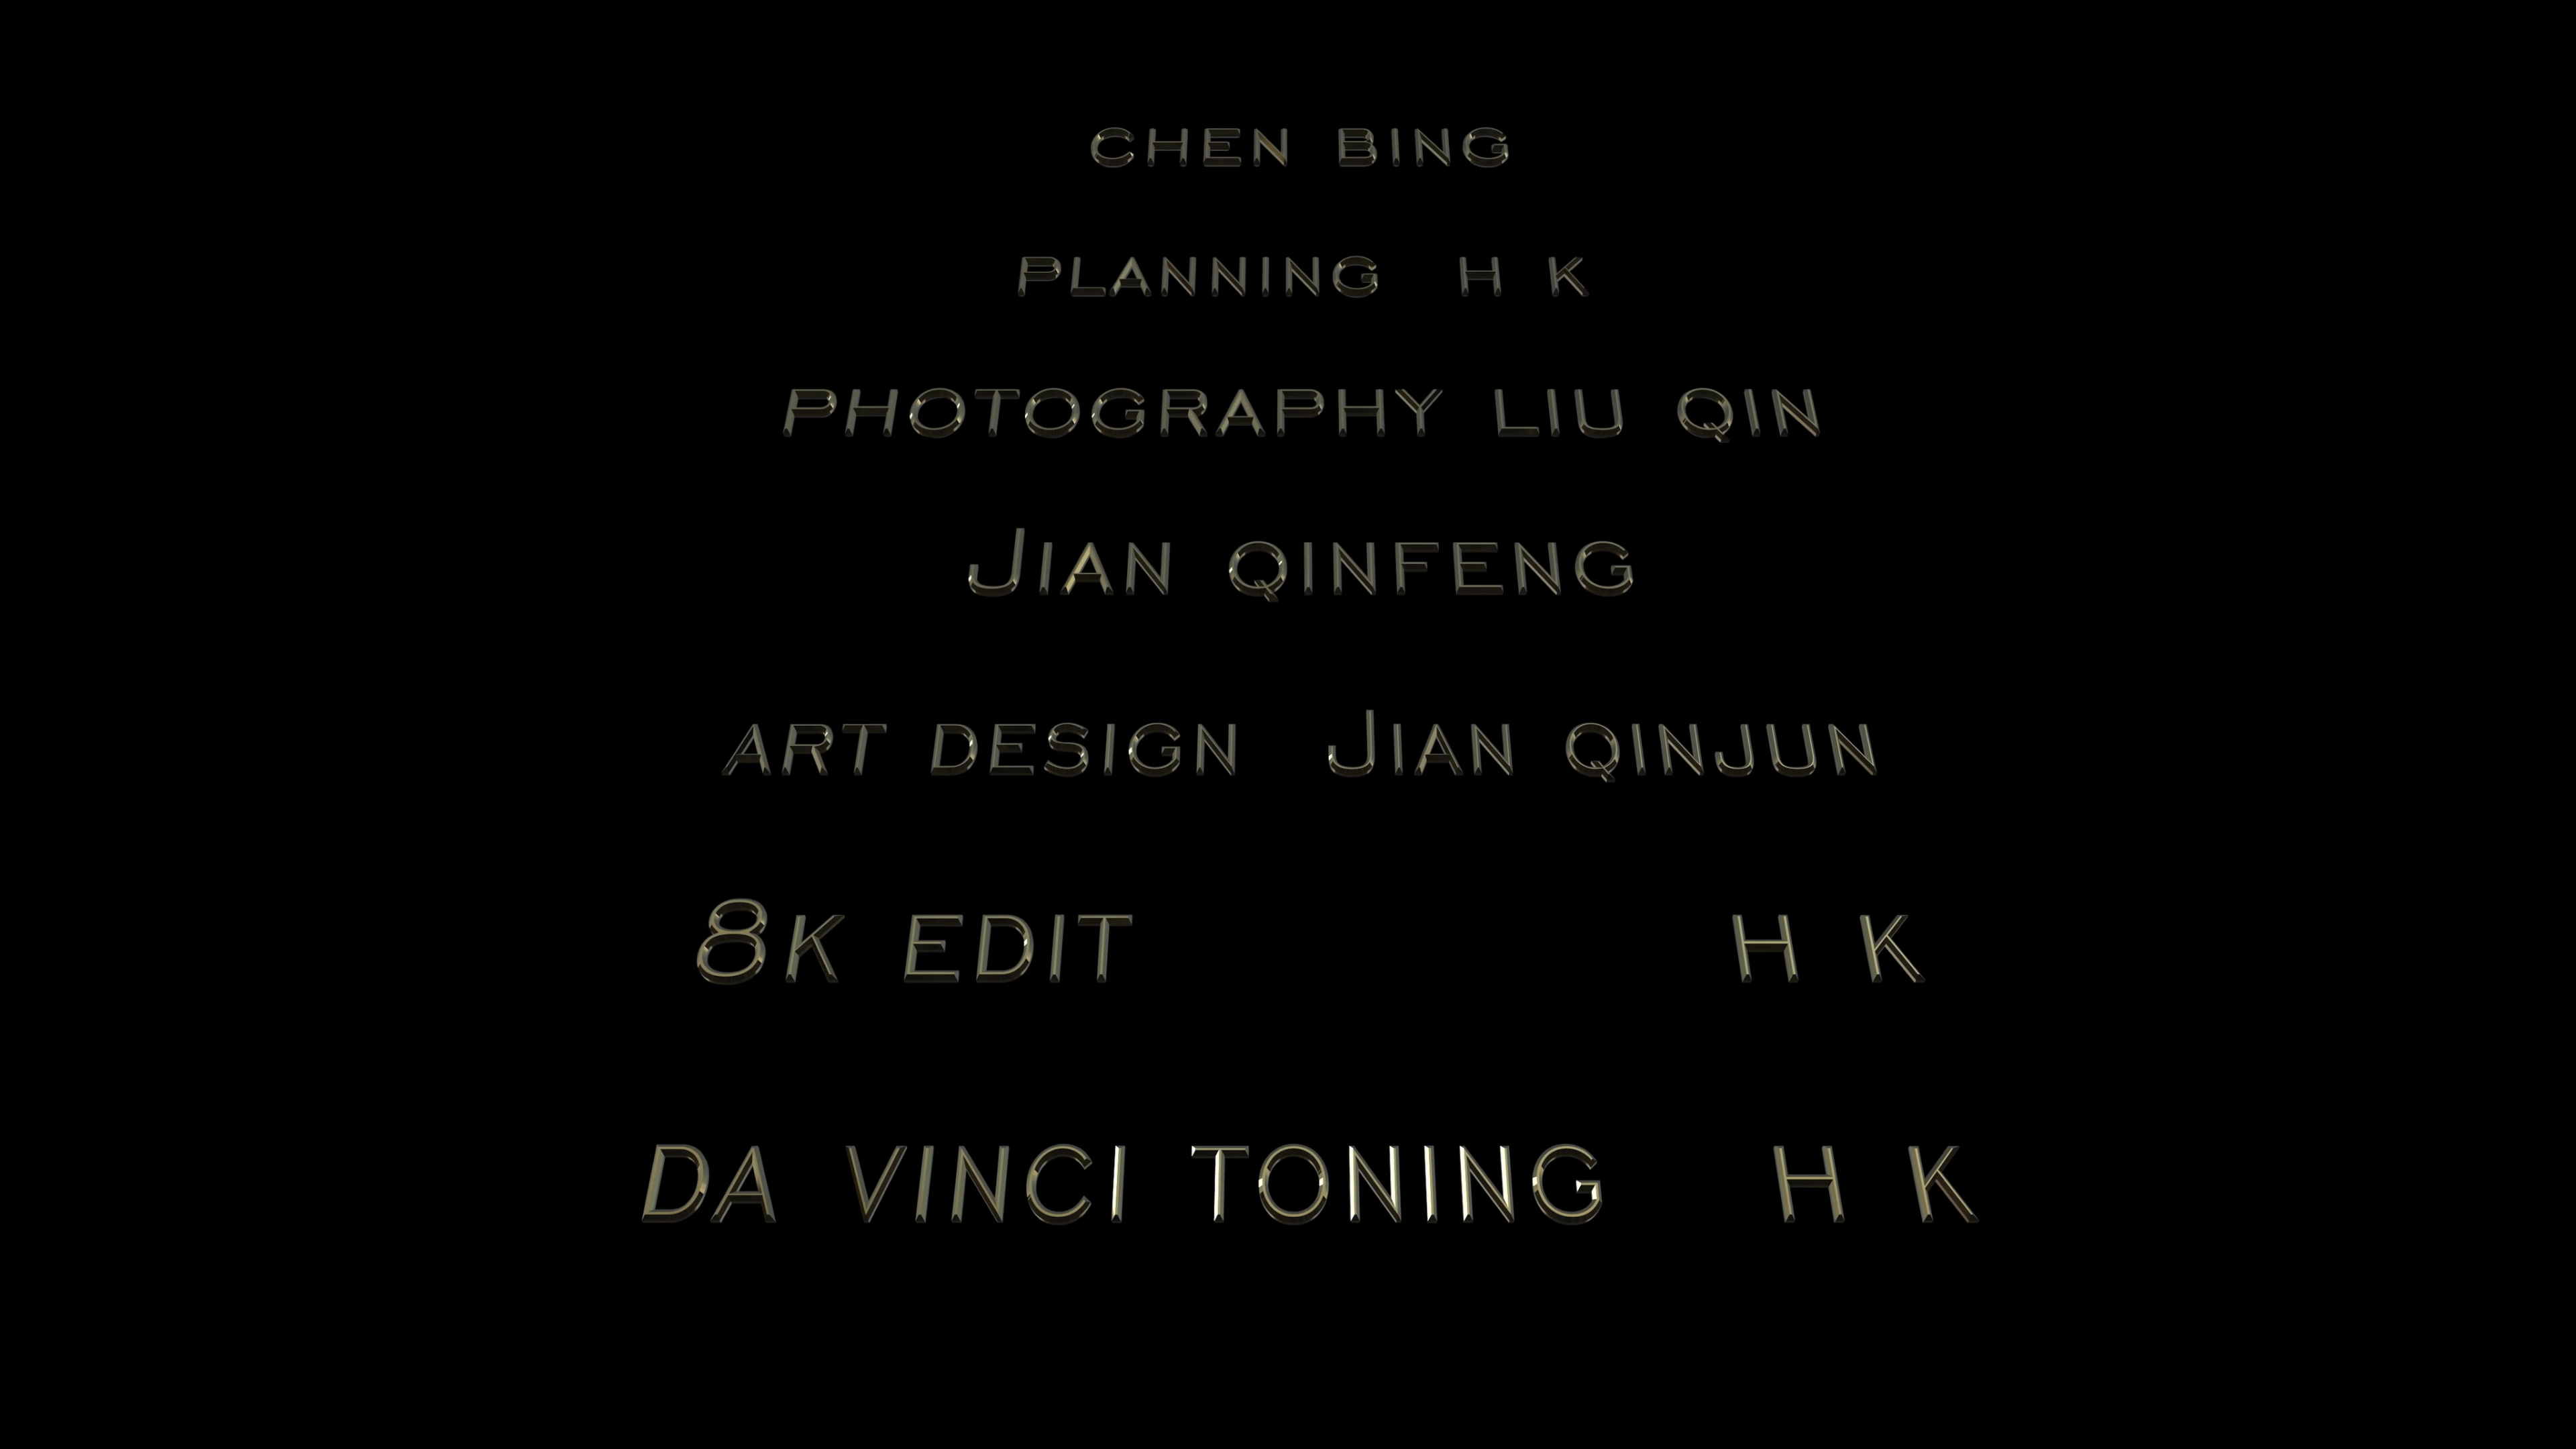 CHEN BING
PLANNING H K
PHOTOGRAPHY LIU QIN
JIAN QINFENG
ART DESIGN JIAN QINJUN
8K EDIT H K
DA VINCI TONING H K